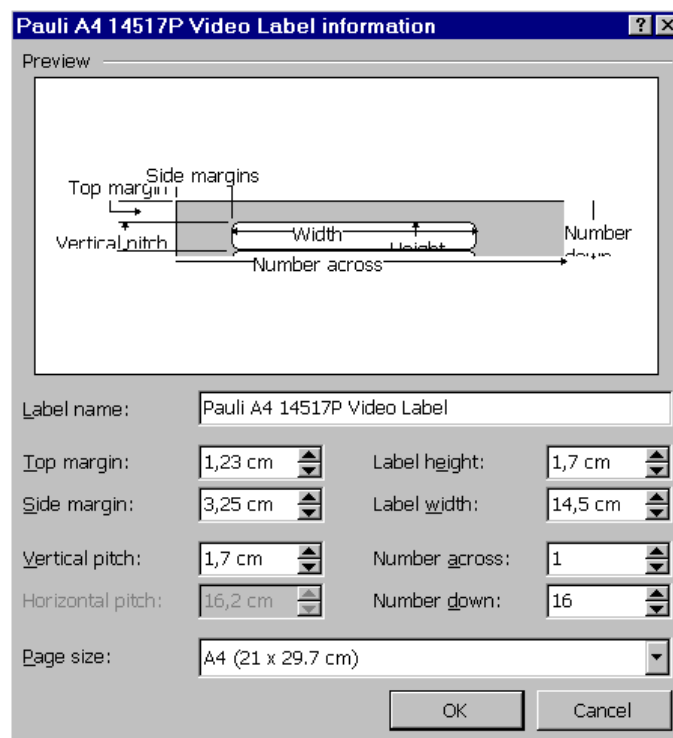 Pauli A4 14517P Video Label information
Preview
Side margins
Top margin
Width
Number
Vertical pitch
Height
down
Number across
Label name: Pauli A4 14517P Video Label
Top margin: 1,23 cm Label height: 1,7 cm
Side margin: 3,25 cm Label width: 14,5 cm
Vertical pitch: 1,7 cm Number across: 1
Horizontal pitch: 16,2 cm Number down: 16
Page size: A4 (21 x 29.7 cm)
OK Cancel